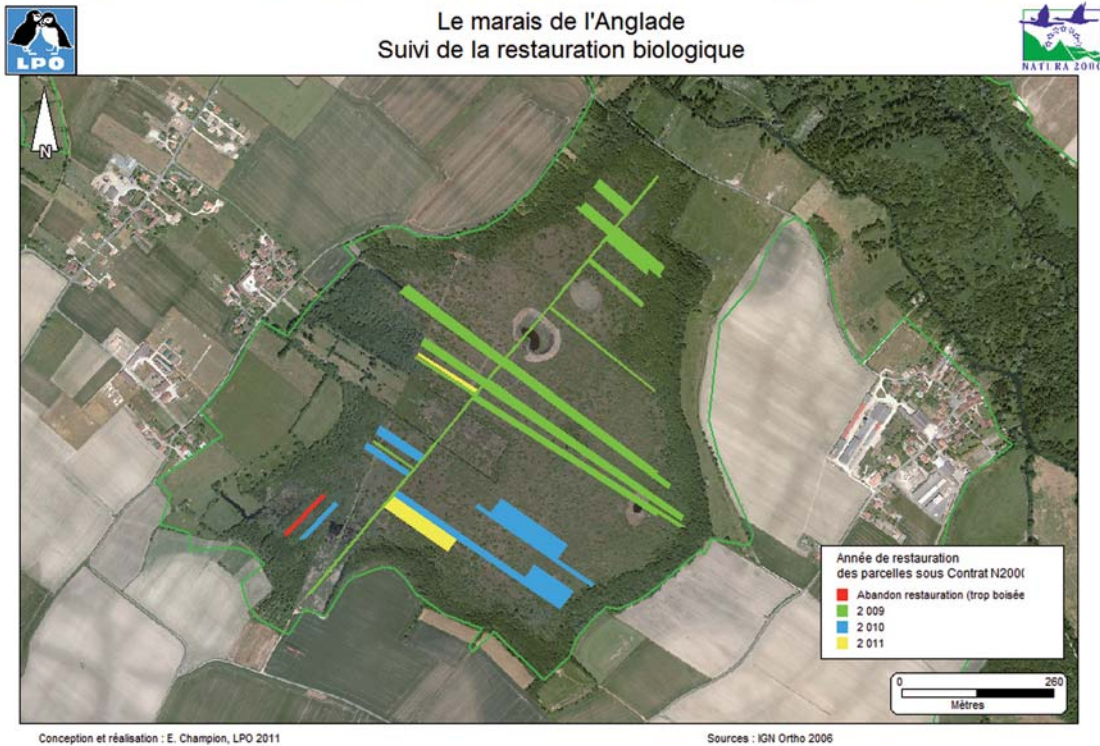 Le marais de l'Anglade
Suivi de la restauration biologique
LPO
NATURA 2000
N
Année de restauration
des parcelles sous Contrat N200(
Abandon restauration (trop boisée
2 009
2 010
2 011
0 260
Mètres
Conception et réalisation : E. Champion, LPO 2011
Sources : IGN Ortho 2006